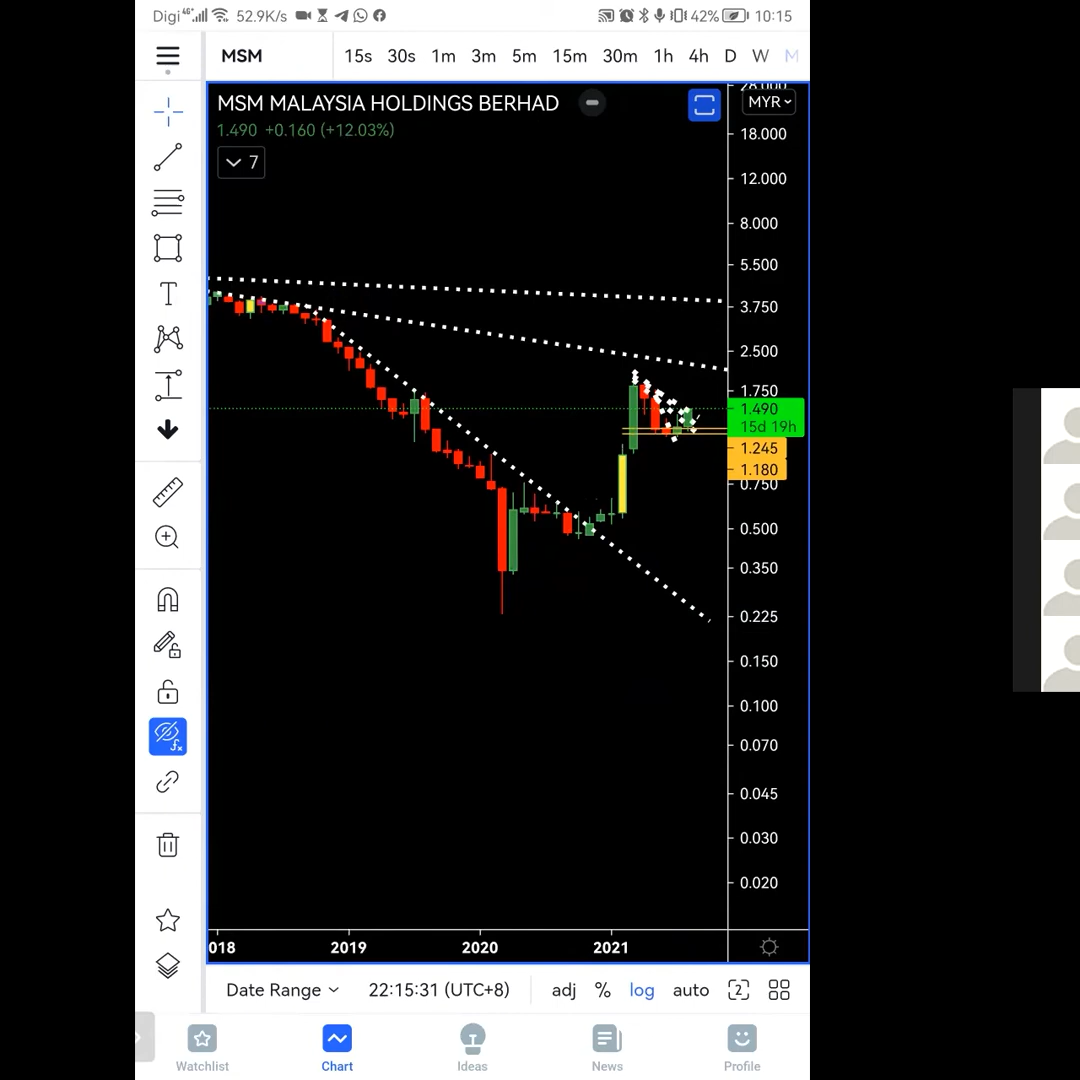 Digi 4G 52.9K/s 42% 10:15
MSM 15s 30s 1m 3m 5m 15m 30m 1h 4h D W M
MSM MALAYSIA HOLDINGS BERHAD
MYR
1.490 +0.160 (+12.03%)
7
28.000
18.000
12.000
8.000
5.500
3.750
2.500
1.750
1.490
15d 19h
1.245
1.180
0.750
0.500
0.350
0.225
0.150
0.100
0.070
0.045
0.030
0.020
018 2019 2020 2021
Date Range 22:15:31 (UTC+8) adj % log auto 2
Watchlist Chart Ideas News Profile